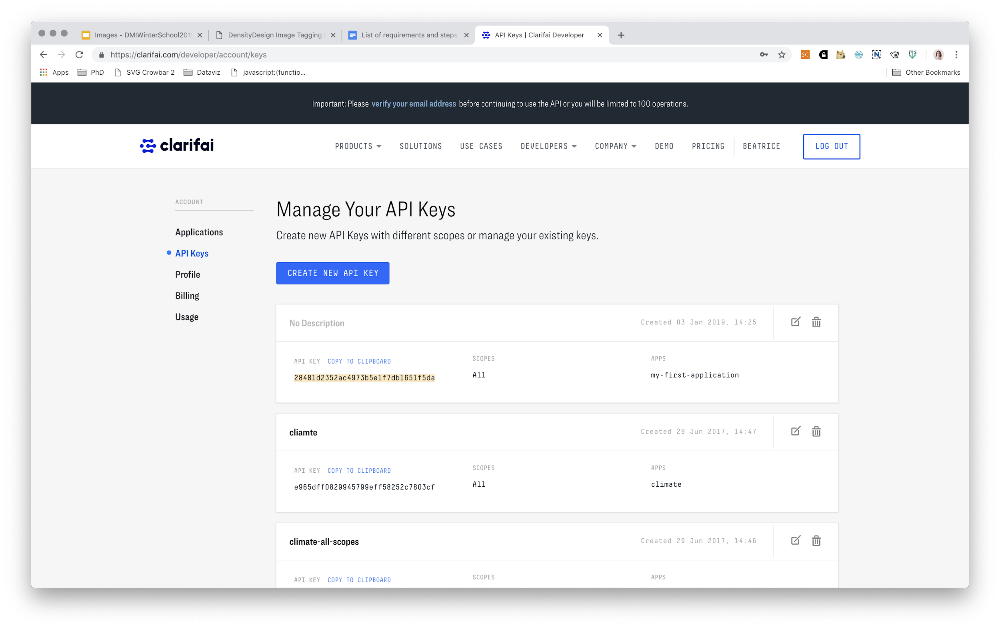 Images - DMIWinterSchool201
DensityDesign Image Tagging
List of requirements and steps
API Keys | Clarifai Developer
https://clarifai.com/developer/account/keys
SC
N
Apps
PhD
SVG Crowbar 2
Dataviz
javascript:(functio...
Other Bookmarks
Important: Please verify your email address before continuing to use the API or you will be limited to 100 operations.
clarifai
PRODUCTS
SOLUTIONS
USE CASES
DEVELOPERS
COMPANY
DEMO
PRICING
BEATRICE
LOG OUT
ACCOUNT
Applications
API Keys
Profile
Billing
Usage
Manage Your API Keys
Create new API Keys with different scopes or manage your existing keys.
CREATE NEW API KEY
No Description
Created 03 Jan 2019, 14:25
API KEY COPY TO CLIPBOARD
28481d2352ac4973b5e1f7db1651f5da
SCOPES
All
APPS
my-first-application
cliamte
Created 29 Jun 2017, 14:47
API KEY COPY TO CLIPBOARD
e965dff0829945799eff58252c7803cf
SCOPES
All
APPS
climate
climate-all-scopes
Created 29 Jun 2017, 14:46
API KEY COPY TO CLIPBOARD
SCOPES
APPS